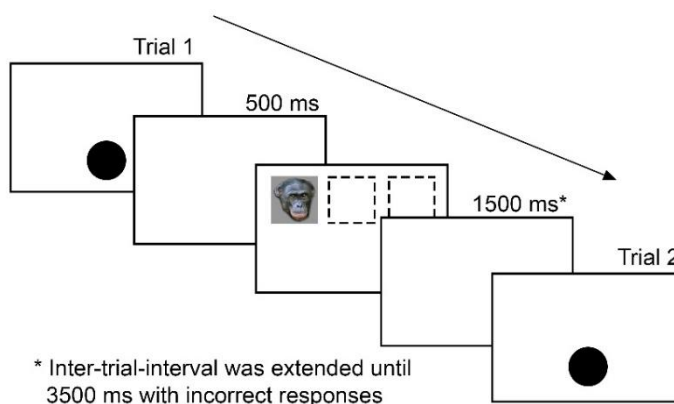 Trial 1
500 ms
1500 ms*
Trial 2
* Inter-trial-interval was extended until
3500 ms with incorrect responses